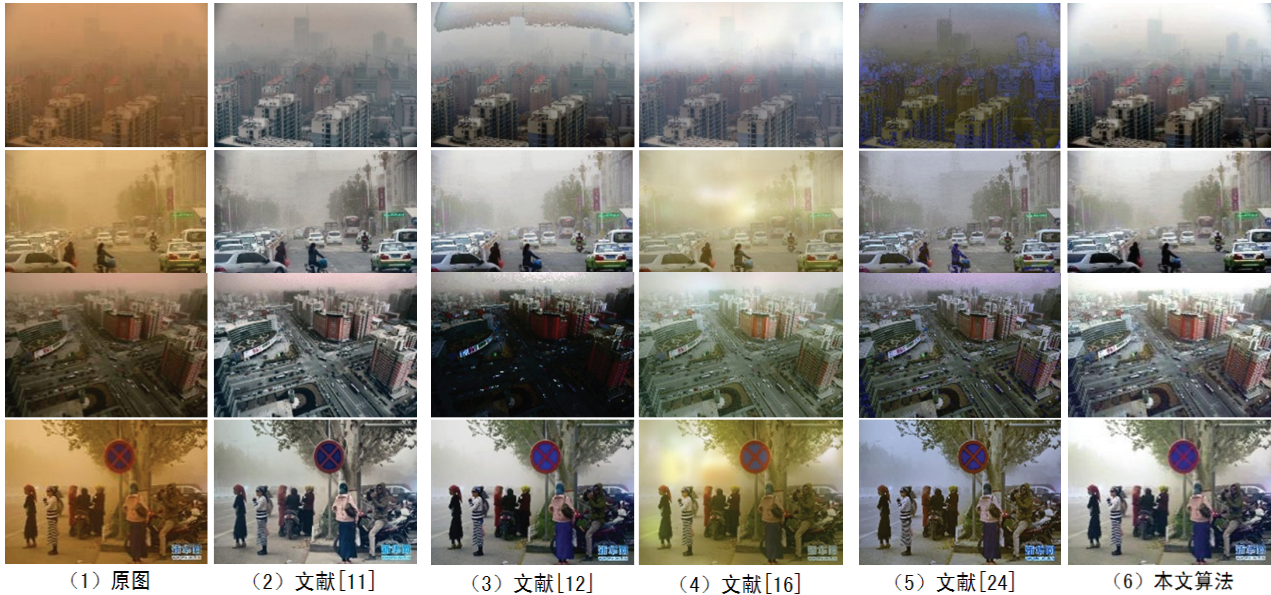 (1) 原图
(2) 文献[11]
(3) 文献[12]
(4) 文献[16]
(5) 文献[24]
(6) 本文算法